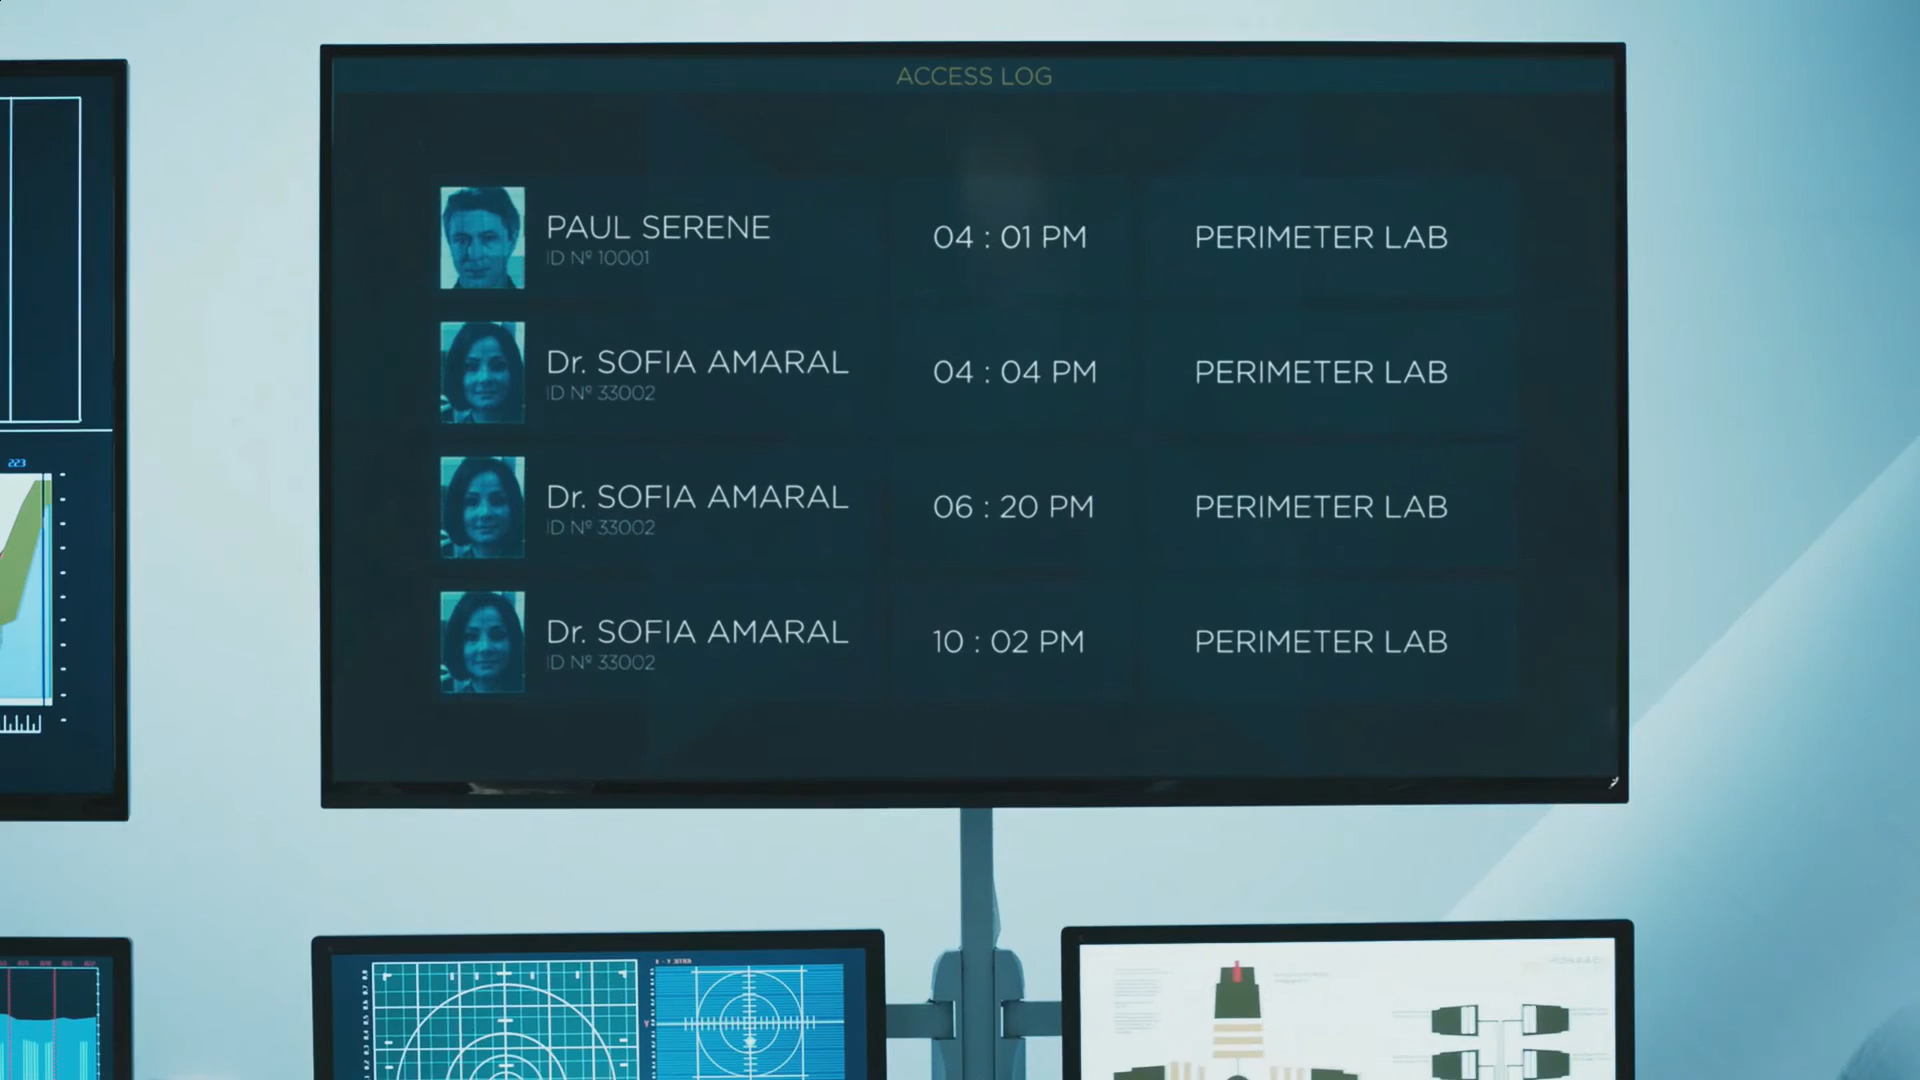 ACCESS LOG
PAUL SERENE
ID Nº 10001
04 : 01 PM
PERIMETER LAB
Dr. SOFIA AMARAL
ID Nº 33002
04 : 04 PM
PERIMETER LAB
Dr. SOFIA AMARAL
ID Nº 33002
06 : 20 PM
PERIMETER LAB
Dr. SOFIA AMARAL
ID Nº 33002
10 : 02 PM
PERIMETER LAB
223